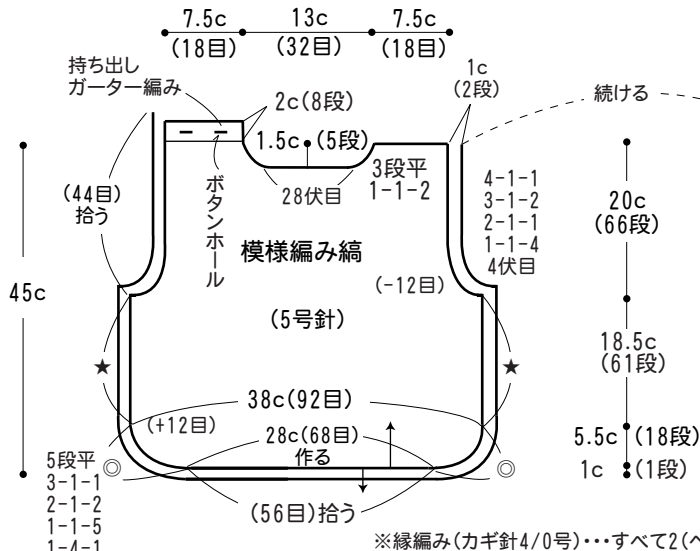 7.5c 13c 7.5c
(18目) (32目) (18目)
持ち出し
ガーター編み
1c
(2段)
続ける
2c(8段)
1.5c (5段)
ボタンホール
28伏目
3段平
1-1-2
(44目)
拾う
4-1-1
3-1-2
2-1-1
1-1-4
4伏目
20c
(66段)
模様編み縞
(-12目)
45c
(5号針)
18.5c
(61段)
★ ★
38c(92目)
(+12目)
28c(68目)
作る
5.5c (18段)
1c (1段)
◎ ◎
5段平
3-1-1
2-1-2
1-1-5
1-4-1
(56目)拾う
※縁編み(カギ針4/0号)・・・すべて2(